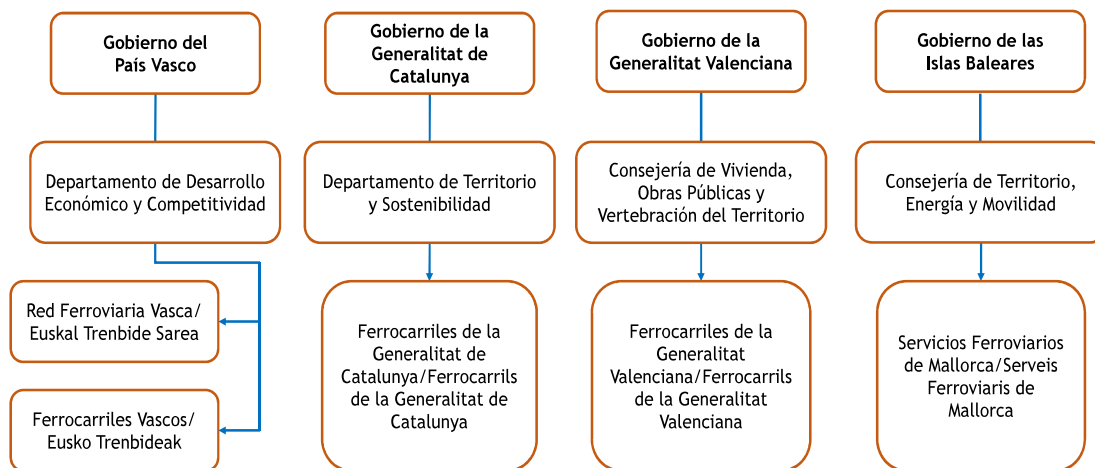 Gobierno del
País Vasco
Gobierno de la
Generalitat de
Catalunya
Gobierno de la
Generalitat Valenciana
Gobierno de las
Islas Baleares
Departamento de Desarrollo
Económico y Competitividad
Departamento de Territorio
y Sostenibilidad
Consejería de Vivienda,
Obras Públicas y
Vertebración del Territorio
Consejería de Territorio,
Energía y Movilidad
Red Ferroviaria Vasca/
Euskal Trenbide Sarea
Ferrocarriles Vascos/
Eusko Trenbideak
Ferrocarriles de la
Generalitat de
Catalunya/Ferrocarrils
de la Generalitat de
Catalunya
Ferrocarriles de la
Generalitat
Valenciana/Ferrocarrils
de la Generalitat
Valenciana
Servicios Ferroviarios
de Mallorca/Serveis
Ferroviaris de
Mallorca